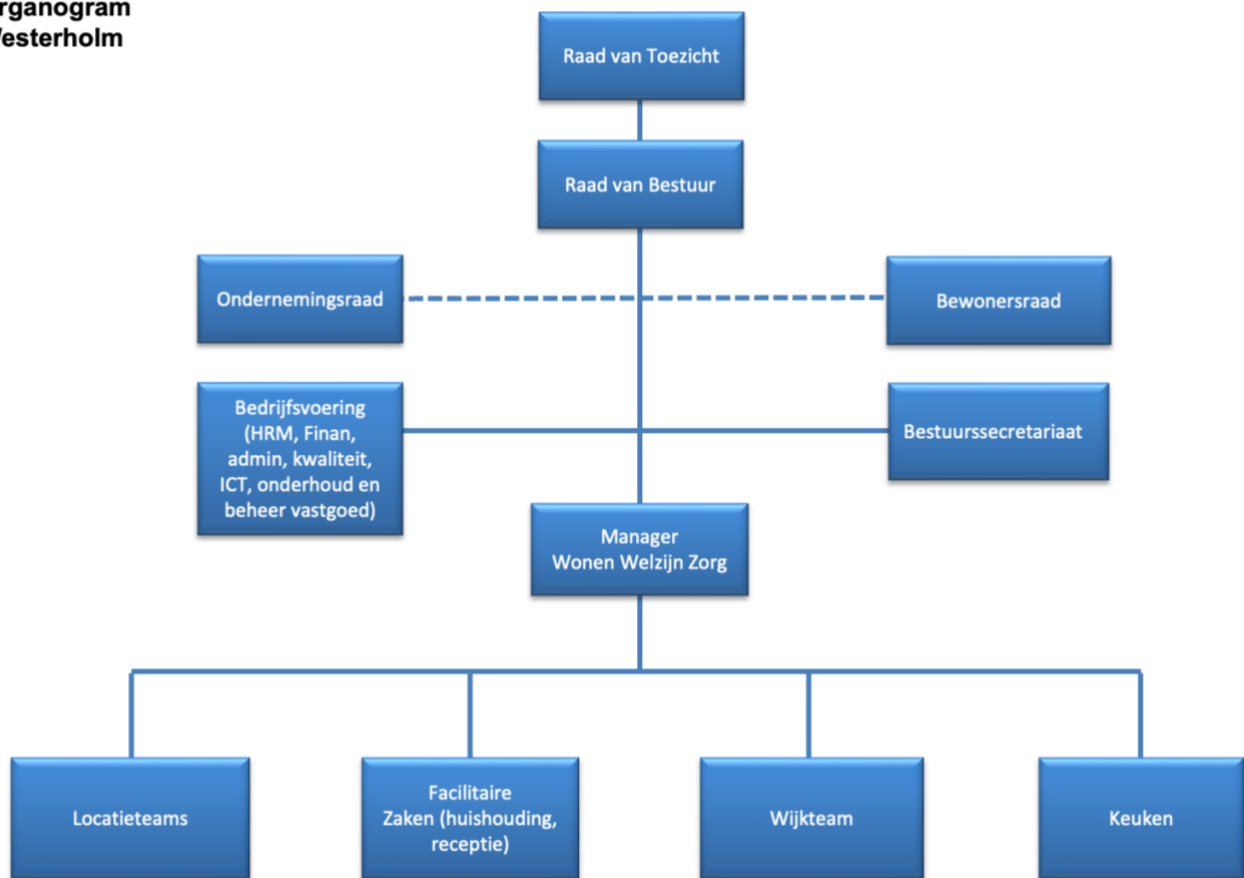 rganogram
Westerholm
Raad van Toezicht
Raad van Bestuur
Ondernemingsraad
Bewonersraad
Bedrijfsvoering
(HRM, Finan,
admin, kwaliteit,
ICT, onderhoud en
beheer vastgoed)
Bestuurssecretariaat
Manager
Wonen Welzijn Zorg
Locatieteams
Facilitaire
Zaken (huishouding,
receptie)
Wijkteam
Keuken